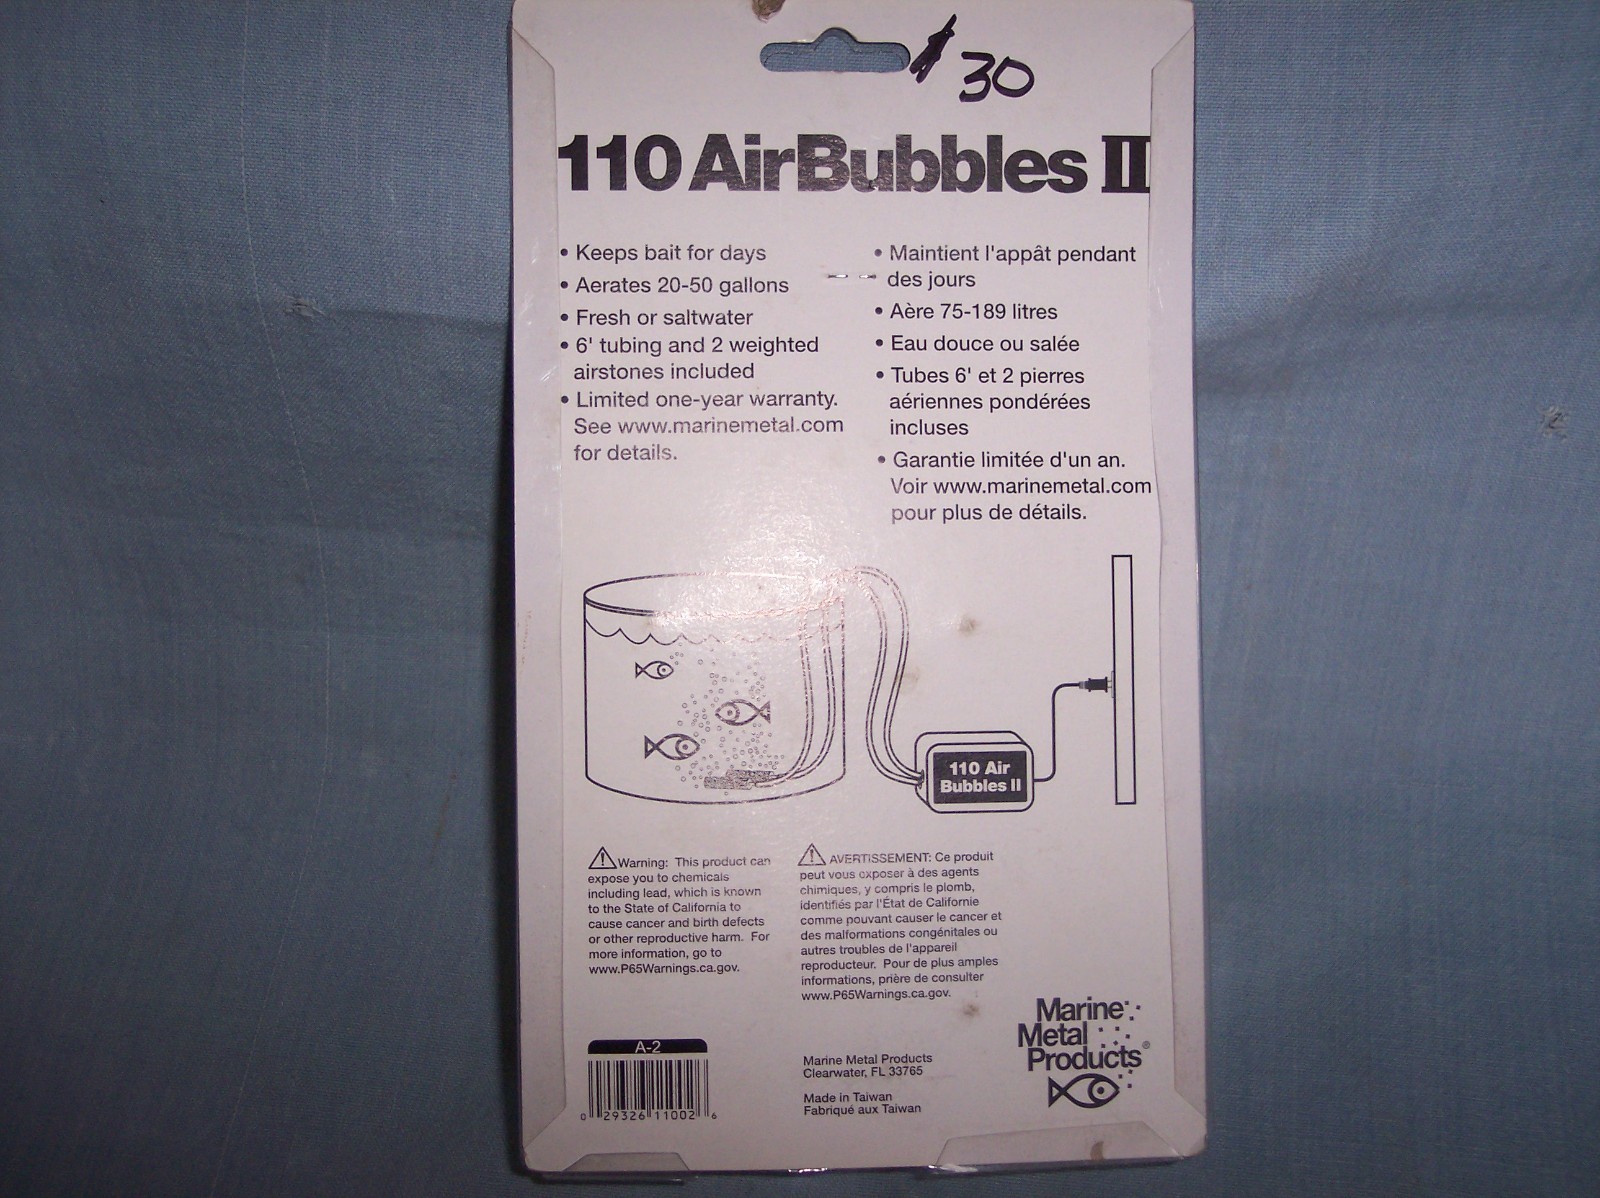 $ 30
110 AirBubbles II
• Keeps bait for days
• Aerates 20-50 gallons
• Fresh or saltwater
• 6' tubing and 2 weighted
airstones included
• Limited one-year warranty.
See www.marinemetal.com
for details.
• Maintient l'appât pendant
des jours
• Aère 75-189 litres
• Eau douce ou salée
• Tubes 6' et 2 pierres
aériennes pondérées
incluses
• Garantie limitée d'un an.
Voir www.marinemetal.com
pour plus de détails.
110 Air
Bubbles II
Warning: This product can
expose you to chemicals
including lead, which is known
to the State of California to
cause cancer and birth defects
or other reproductive harm. For
more information, go to
www.P65Warnings.ca.gov.
AVERTISSEMENT: Ce produit
peut vous exposer à des agents
chimiques, y compris le plomb,
identifiés par l'État de Californie
comme pouvant causer le cancer et
des malformations congénitales ou
autres troubles de l'appareil
reproducteur. Pour de plus amples
informations, prière de consulter
www.P65Warnings.ca.gov.
A-2
0 29326 11002 6
Marine Metal Products
Clearwater, FL 33765
Made in Taiwan
Fabriqué aux Taiwan
Marine
Metal
Products®